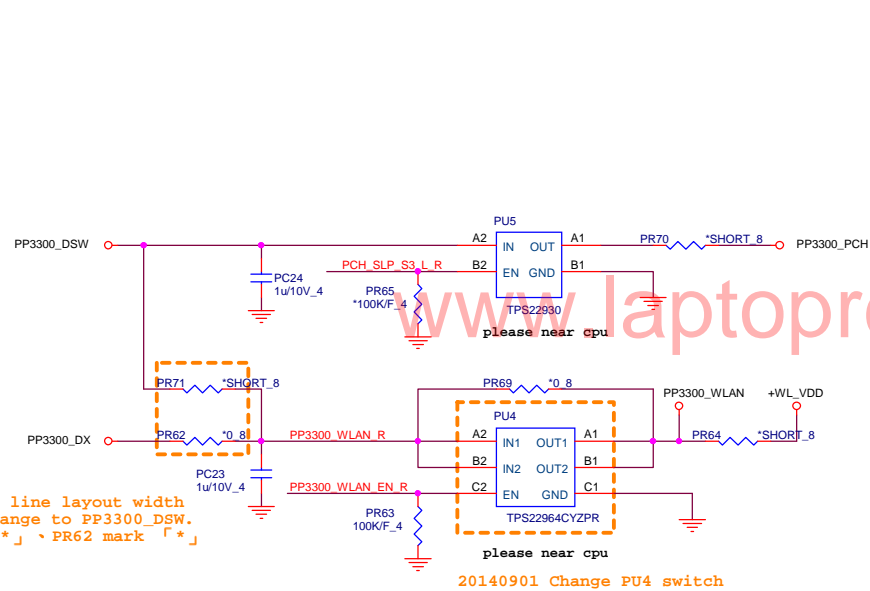 PU5
PP3300_DSW
A2 IN OUT A1
PR70 *SHORT_8
PP3300_PCH
PCH_SLP_S3_L_R
B2 EN GND B1
PC24
1u/10V_4
PR65
*100K/F_4
TPS22930
www.laptopr
please near cpu
PR71 *SHORT_8
PR69 *0_8
PP3300_WLAN
+WL_VDD
PU4
PP3300_DX
PR62 *0_8
PP3300_WLAN_R
A2 IN1 OUT1 A1
PR64 *SHORT_8
B2 IN2 OUT2 B1
PC23
1u/10V_4
PP3300_WLAN_EN_R
C2 EN GND C1
PR63
100K/F_4
TPS22964CYZPR
line layout width
ange to PP3300_DSW.
*」、PR62 mark「*」
please near cpu
20140901 Change PU4 switch